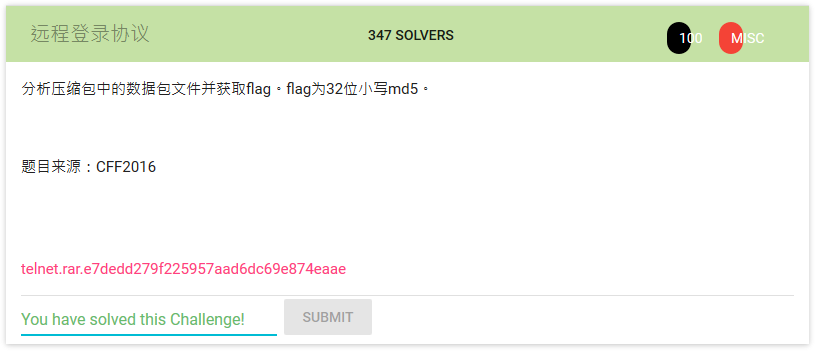 远程登录协议
347 SOLVERS
100
MISC
分析压缩包中的数据包文件并获取flag。flag为32位小写md5。
题目来源：CFF2016
telnet.rar.e7dedd279f225957aad6dc69e874eaae
You have solved this Challenge!
SUBMIT